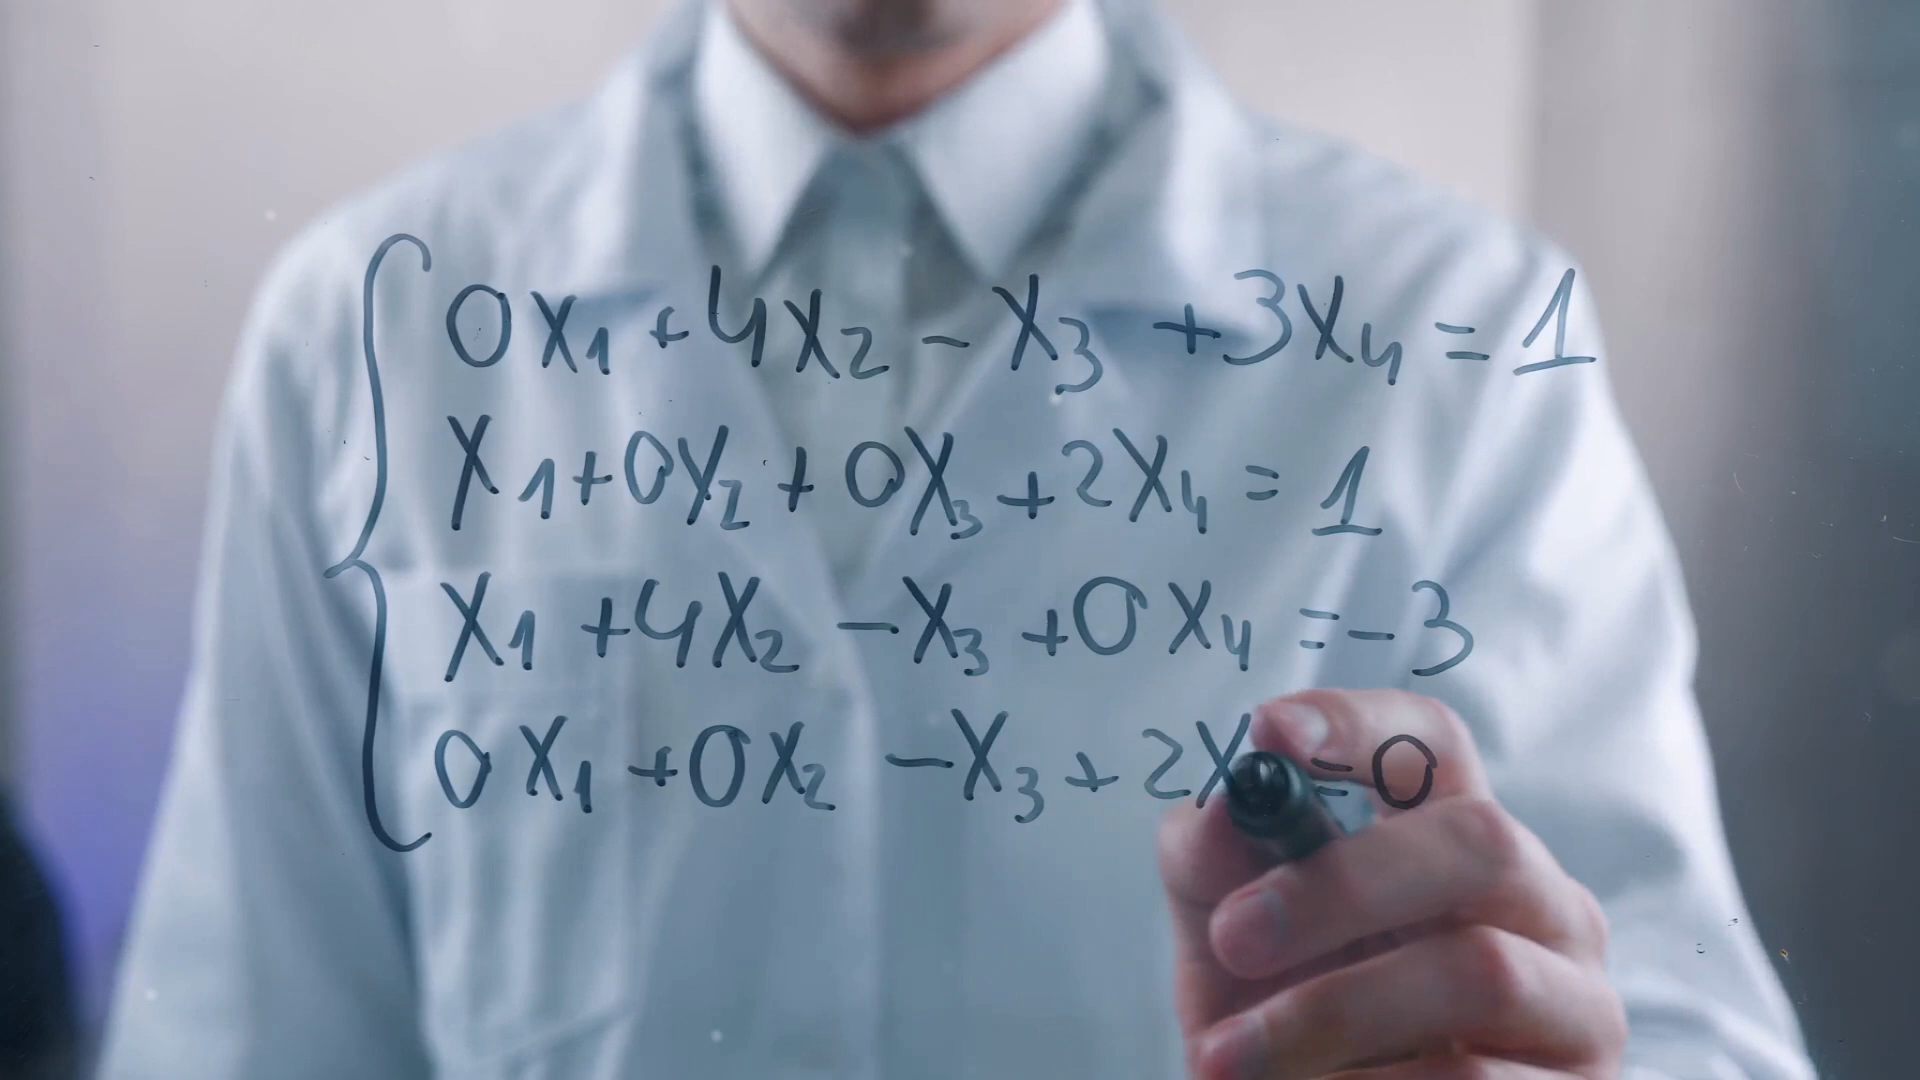 0x₁ + 4x₂ - x₃ + 3x₄ = 1
x₁ + 0x₂ + 0x₃ + 2x₄ = 1
x₁ + 4x₂ - x₃ + 0x₄ = -3
0x₁ + 0x₂ - x₃ + 2x = 0